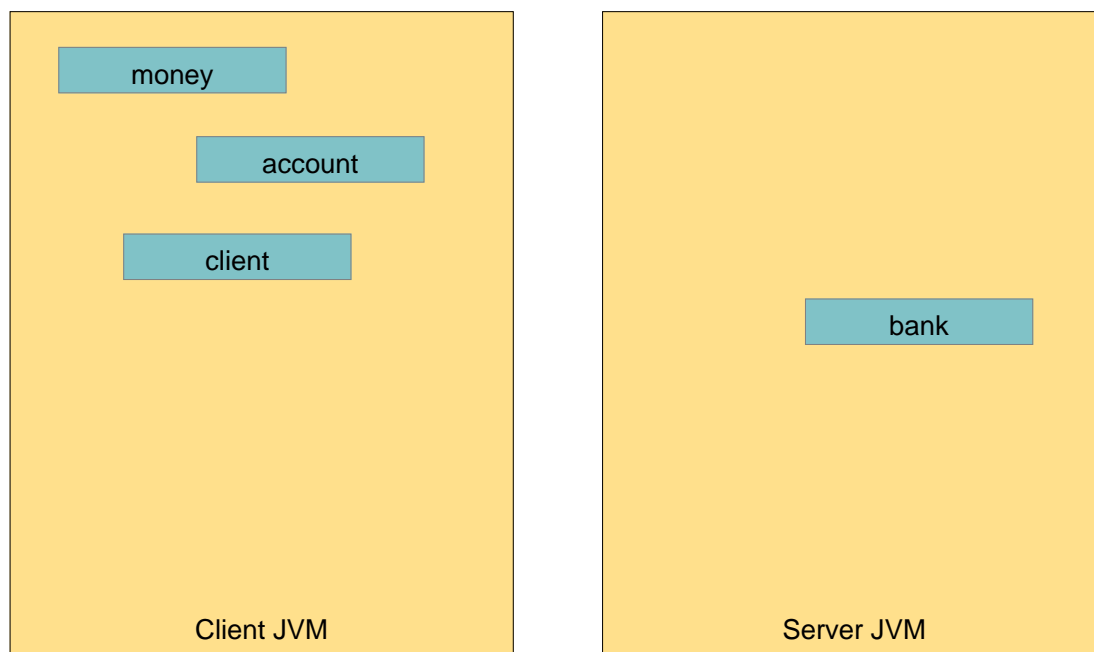 money
account
client
bank
Client JVM
Server JVM